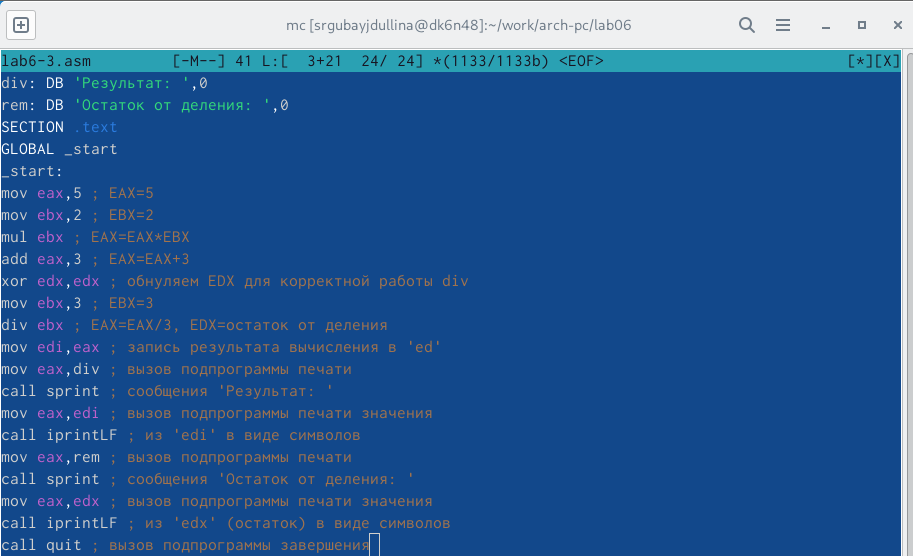 mc [srgubayjdullina@dk6n48]:~/work/arch-pc/lab06
lab6-3.asm [-M--] 41 L:[ 3+21 24/ 24] *(1133/1133b) <EOF> [*][X]
div: DB 'Результат: ',0
rem: DB 'Остаток от деления: ',0
SECTION .text
GLOBAL _start
_start:
mov eax,5 ; EAX=5
mov ebx,2 ; EBX=2
mul ebx ; EAX=EAX*EBX
add eax,3 ; EAX=EAX+3
xor edx,edx ; обнуляем EDX для корректной работы div
mov ebx,3 ; EBX=3
div ebx ; EAX=EAX/3, EDX=остаток от деления
mov edi,eax ; запись результата вычисления в 'ed'
mov eax,div ; вызов подпрограммы печати
call sprint ; сообщения 'Результат: '
mov eax,edi ; вызов подпрограммы печати значения
call iprintLF ; из 'edi' в виде символов
mov eax,rem ; вызов подпрограммы печати
call sprint ; сообщения 'Остаток от деления: '
mov eax,edx ; вызов подпрограммы печати значения
call iprintLF ; из 'edx' (остаток) в виде символов
call quit ; вызов подпрограммы завершения